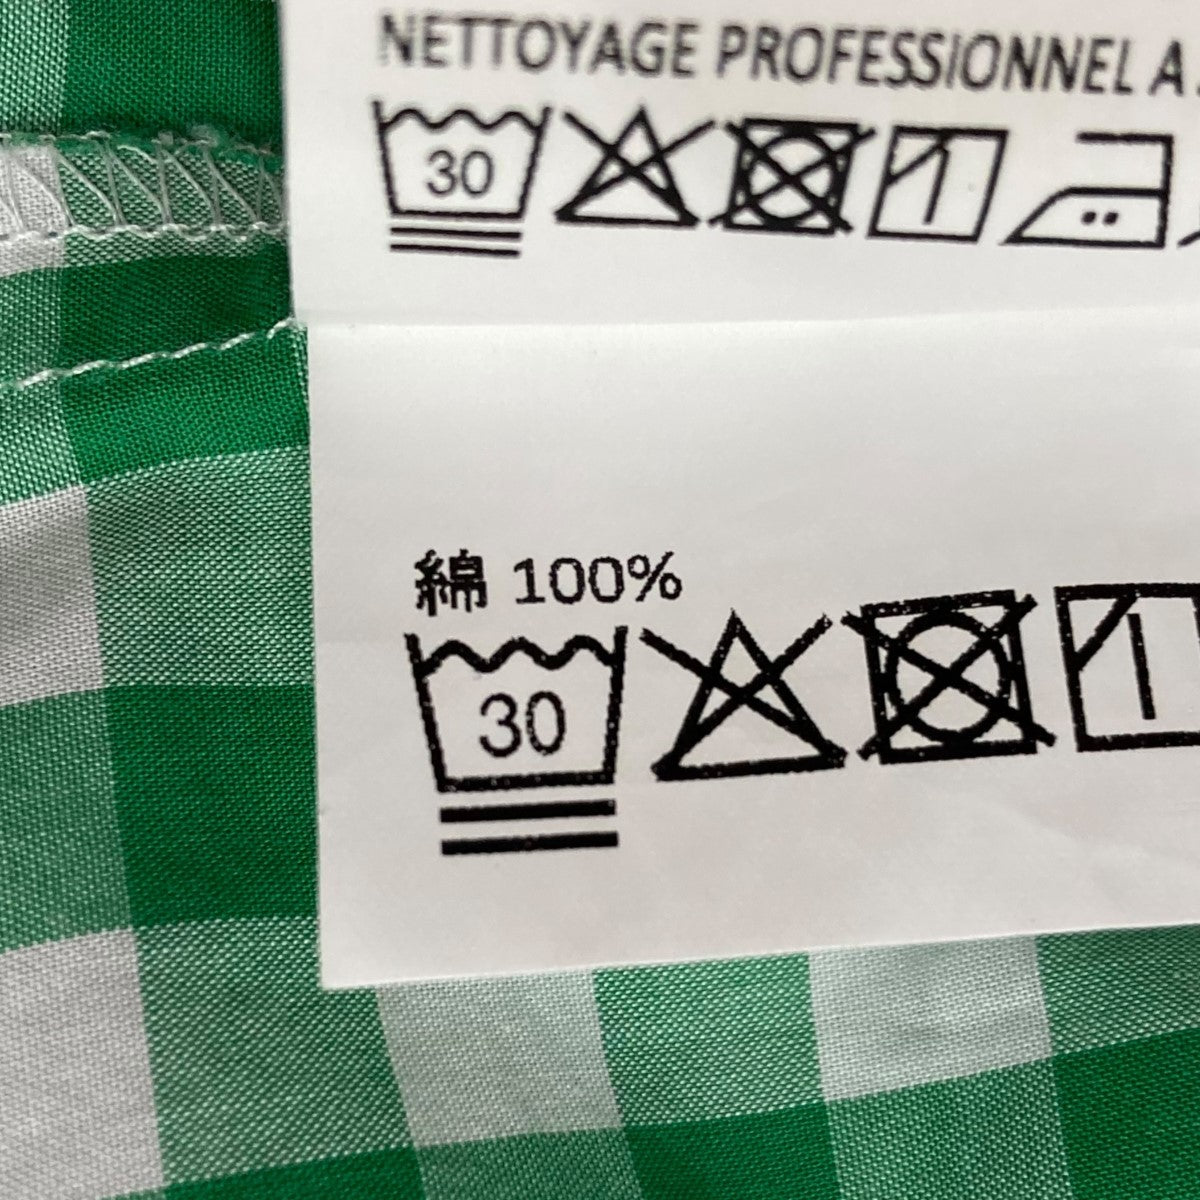 NETTOYAGE PROFESSIONNEL A
30
綿 100%
30